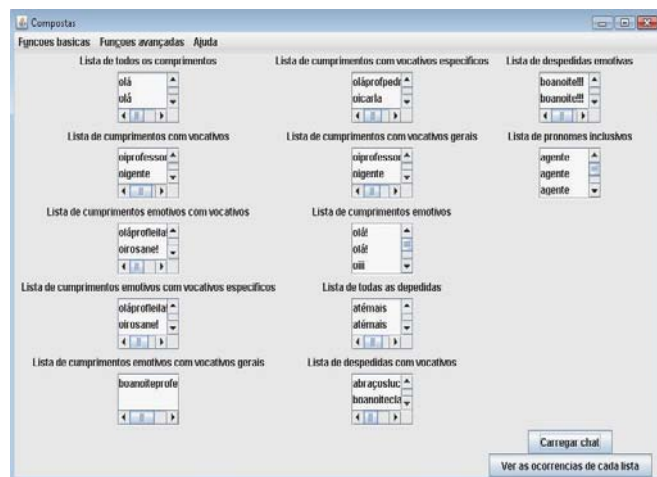 Compostas
Fyncoes basicas Funçoes avançadas Ajuda
Lista de todos os comprimentos
olá
olá
Lista de cumprimentos com vocativos
oiprofessor
oigente
Lista de cumprimentos emotivos com vocativos
oláprofleila!
oirosane!
Lista de cumprimentos emotivos com vocativos especificos
oláprofleila!
oirosane!
Lista de cumprimentos emotivos com vocativos gerais
boanoiteprofe
Lista de cumprimentos com vocativos especificos
oláprofpedr
oicarla
Lista de cumprimentos com vocativos gerais
oiprofessor
oigente
Lista de cumprimentos emotivos
olá!
olá!
oiii
Lista de todas as depedidas
atémais
atémais
Lista de despedidas com vocativos
abraçosluc
boanoitecla
Lista de despedidas emotivas
boanoite!!!
boanoite!!!
Lista de pronomes inclusivos
agente
agente
agente
Carregar chat
Ver as ocorrencias de cada lista